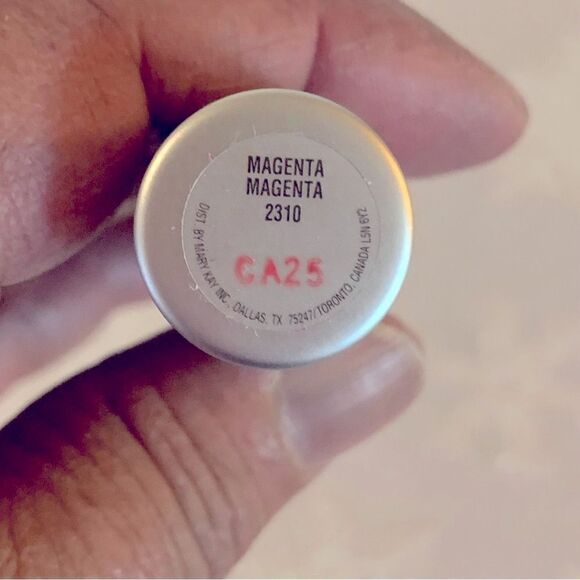 MAGENTA
MAGENTA
2310
CA25
DIST. BY MARY KAY INC., DALLAS, TX 75247/TORONTO, CANADA L5N 6Y2